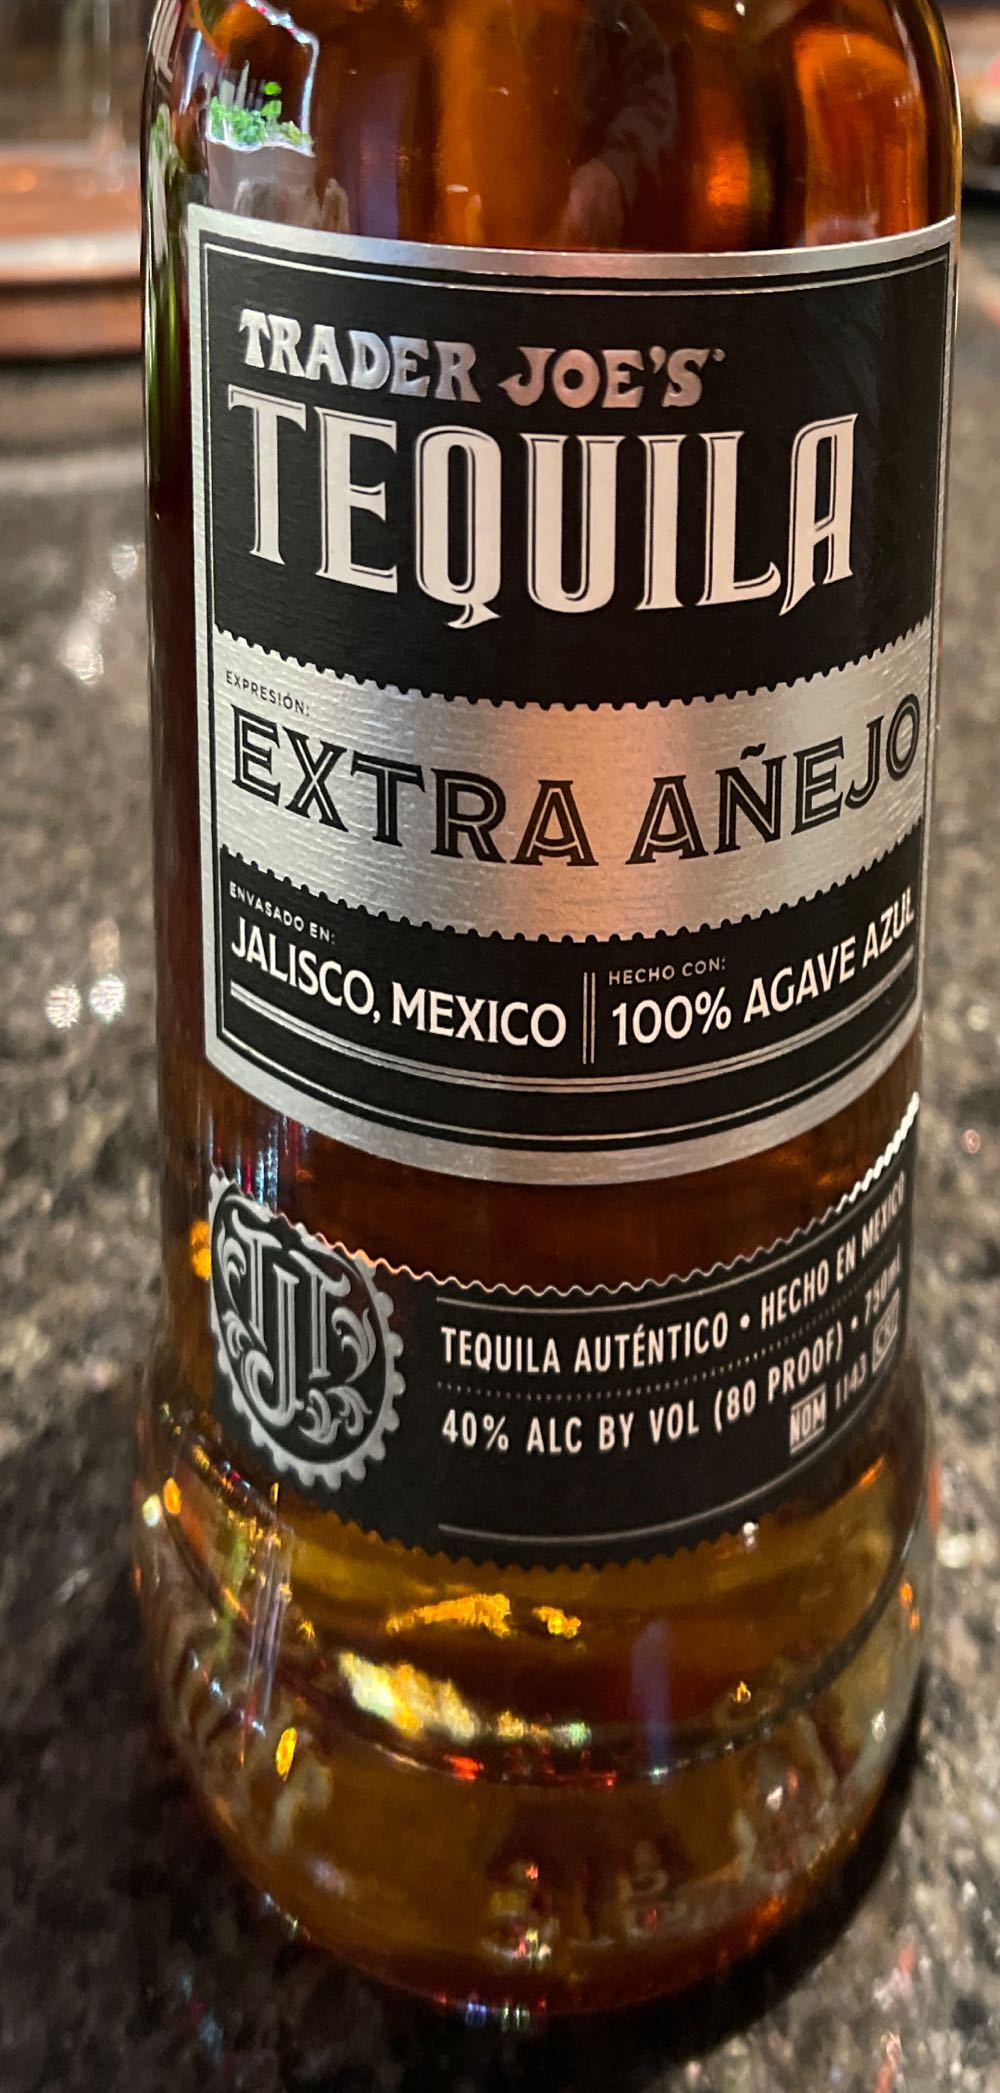 TRADER JOE'S
TEQUILA
EXPRESIÓN:
EXTRA AÑEJO
ENVASADO EN:
JALISCO, MEXICO
HECHO CON:
100% AGAVE AZUL
TJ
TEQUILA AUTÉNTICO • HECHO EN MEXICO
40% ALC BY VOL (80 PROOF) • 750mL
NOM 1143 CRT